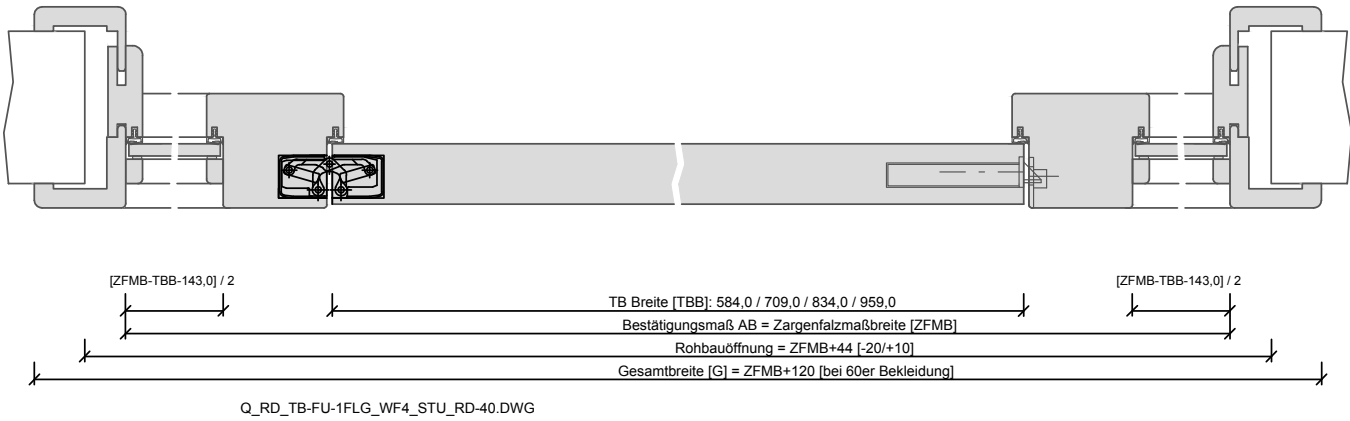 [ZFMB-TBB-143,0] / 2
[ZFMB-TBB-143,0] / 2
TB Breite [TBB]: 584,0 / 709,0 / 834,0 / 959,0
Bestätigungsmaß AB = Zargenfalzmaßbreite [ZFMB]
Rohbauöffnung = ZFMB+44 [-20/+10]
Gesamtbreite [G] = ZFMB+120 [bei 60er Bekleidung]
Q_RD_TB-FU-1FLG_WF4_STU_RD-40.DWG